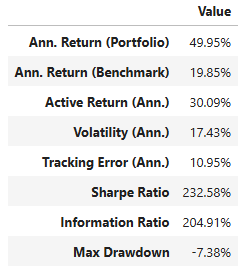 Value
Ann. Return (Portfolio) 49.95%
Ann. Return (Benchmark) 19.85%
Active Return (Ann.) 30.09%
Volatility (Ann.) 17.43%
Tracking Error (Ann.) 10.95%
Sharpe Ratio 232.58%
Information Ratio 204.91%
Max Drawdown -7.38%